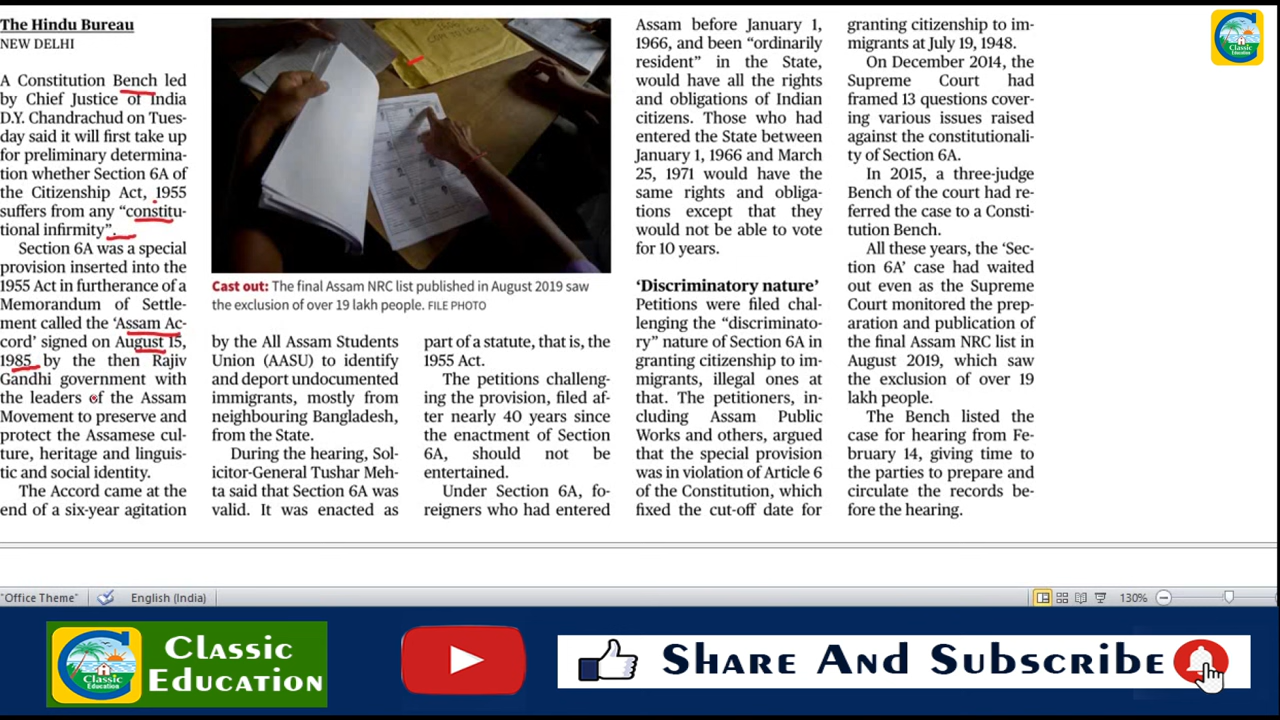 The Hindu Bureau
NEW DELHI
A Constitution Bench led
by Chief Justice of India
D.Y. Chandrachud on Tues-
day said it will first take up
for preliminary determina-
tion whether Section 6A of
the Citizenship Act, 1955
suffers from any “constitu-
tional infirmity”.
Section 6A was a special
provision inserted into the
1955 Act in furtherance of a
Memorandum of Settle-
ment called the ‘Assam Ac-
cord’ signed on August 15,
1985 by the then Rajiv
Gandhi government with
the leaders of the Assam
Movement to preserve and
protect the Assamese cul-
ture, heritage and linguis-
tic and social identity.
The Accord came at the
end of a six-year agitation
Cast out: The final Assam NRC list published in August 2019 saw
the exclusion of over 19 lakh people. FILE PHOTO
by the All Assam Students
Union (AASU) to identify
and deport undocumented
immigrants, mostly from
neighbouring Bangladesh,
from the State.
During the hearing, Sol-
icitor-General Tushar Meh-
ta said that Section 6A was
valid. It was enacted as
part of a statute, that is, the
1955 Act.
The petitions challeng-
ing the provision, filed af-
ter nearly 40 years since
the enactment of Section
6A, should not be
entertained.
Under Section 6A, fo-
reigners who had entered
Assam before January 1,
1966, and been “ordinarily
resident” in the State,
would have all the rights
and obligations of Indian
citizens. Those who had
entered the State between
January 1, 1966 and March
25, 1971 would have the
same rights and obliga-
tions except that they
would not be able to vote
for 10 years.
‘Discriminatory nature’
Petitions were filed chal-
lenging the “discriminato-
ry” nature of Section 6A in
granting citizenship to im-
migrants, illegal ones at
that. The petitioners, in-
cluding Assam Public
Works and others, argued
that the special provision
was in violation of Article 6
of the Constitution, which
fixed the cut-off date for
granting citizenship to im-
migrants at July 19, 1948.
On December 2014, the
Supreme Court had
framed 13 questions cover-
ing various issues raised
against the constitutionali-
ty of Section 6A.
In 2015, a three-judge
Bench of the court had re-
ferred the case to a Consti-
tution Bench.
All these years, the ‘Sec-
tion 6A’ case had waited
out even as the Supreme
Court monitored the prep-
aration and publication of
the final Assam NRC list in
August 2019, which saw
the exclusion of over 19
lakh people.
The Bench listed the
case for hearing from Fe-
bruary 14, giving time to
the parties to prepare and
circulate the records be-
fore the hearing.
Classic
Education
"Office Theme"
English (India)
130%
Classic
Education
Classic
Education
Share And Subscribe